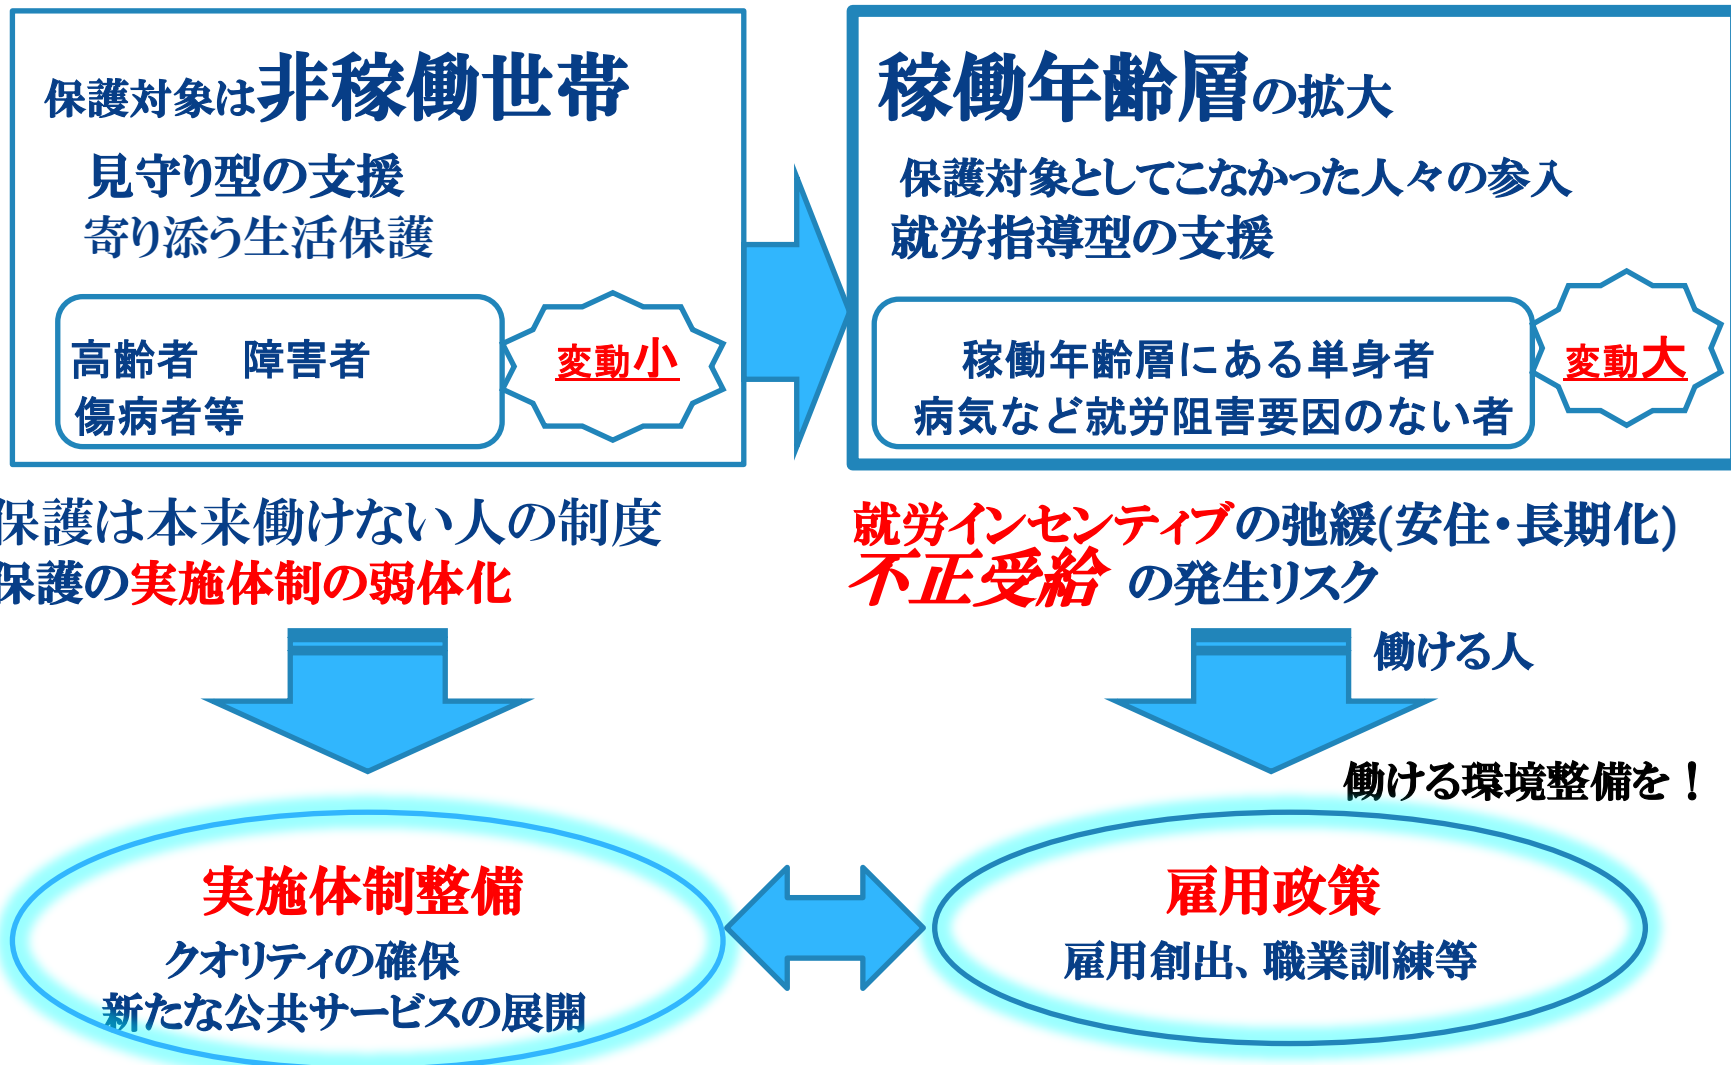 保護対象は非稼働世帯
見守り型の支援
寄り添う生活保護
高齢者　障害者
傷病者等
変動小
稼働年齢層の拡大
保護対象としてこなかった人々の参入
就労指導型の支援
稼働年齢層にある単身者
病気など就労阻害要因のない者
変動大
保護は本来働けない人の制度
保護の実施体制の弱体化
就労インセンティブの弛緩(安住・長期化)
不正受給 の発生リスク
働ける人
働ける環境整備を！
実施体制整備
クオリティの確保
新たな公共サービスの展開
雇用政策
雇用創出、職業訓練等